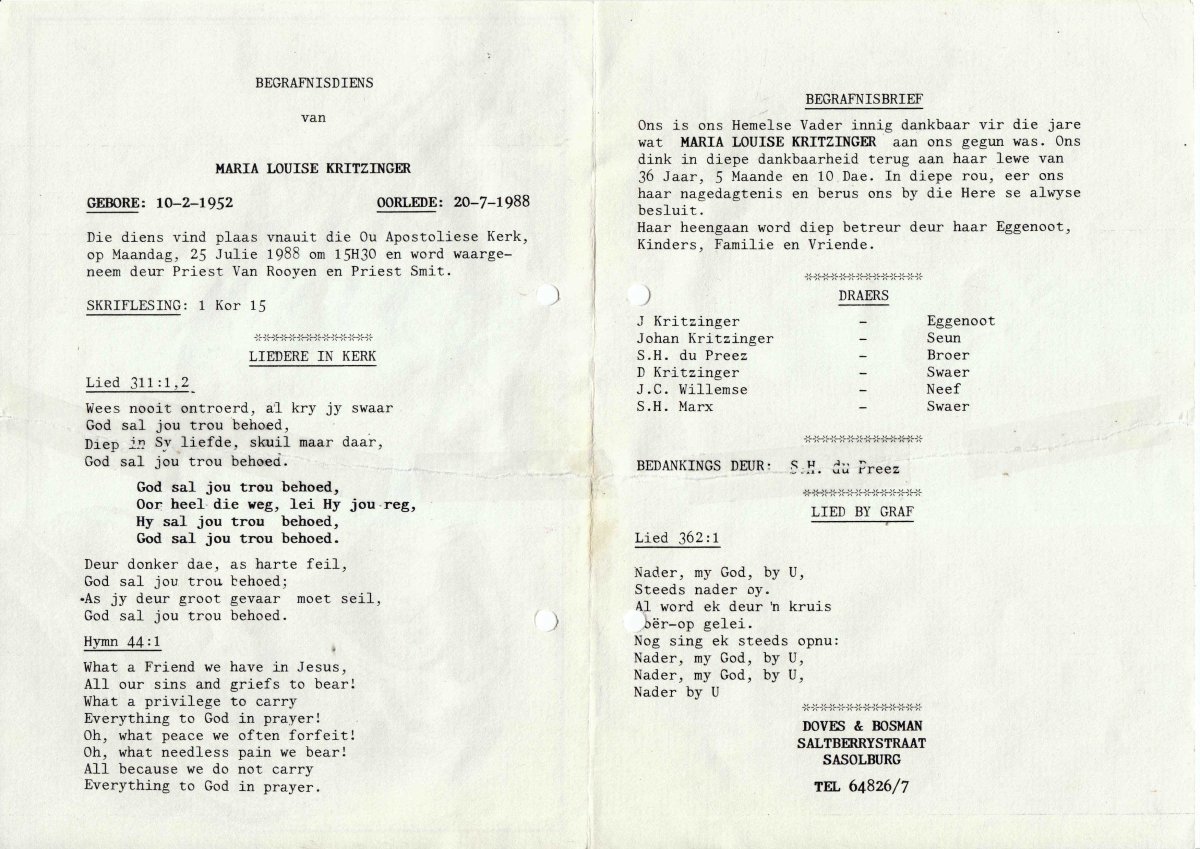 BEGRAFNISDIENS
van
MARIA LOUISE KRITZINGER
GEBORE: 10-2-1952 OORLEDE: 20-7-1988
Die diens vind plaas vnauit die Ou Apostoliese Kerk,
op Maandag, 25 Julie 1988 om 15H30 en word waarge-
neem deur Priest Van Rooyen en Priest Smit.
SKRIFLESING: 1 Kor 15
**************
LIEDERE IN KERK
Lied 311:1,2
Wees nooit ontroerd, al kry jy swaar
God sal jou trou behoed,
Diep in Sy liefde, skuil maar daar,
God sal jou trou behoed.
God sal jou trou behoed,
Oor heel die weg, lei Hy jou reg,
Hy sal jou trou behoed,
God sal jou trou behoed.
Deur donker dae, as harte feil,
God sal jou trou behoed;
As jy deur groot gevaar moet seil,
God sal jou trou behoed.
Hymn 44:1
What a Friend we have in Jesus,
All our sins and griefs to bear!
What a privilege to carry
Everything to God in prayer!
Oh, what peace we often forfeit!
Oh, what needless pain we bear!
All because we do not carry
Everything to God in prayer.
BEGRAFNISBRIEF
Ons is ons Hemelse Vader innig dankbaar vir die jare
wat MARIA LOUISE KRITZINGER aan ons gegun was. Ons
dink in diepe dankbaarheid terug aan haar lewe van
36 Jaar, 5 Maande en 10 Dae. In diepe rou, eer ons
haar nagedagtenis en berus ons by die Here se alwyse
besluit.
Haar heengaan word diep betreur deur haar Eggenoot,
Kinders, Familie en Vriende.
**************
DRAERS
J Kritzinger - Eggenoot
Johan Kritzinger - Seun
S.H. du Preez - Broer
D Kritzinger - Swaer
J.C. Willemse - Neef
S.H. Marx - Swaer
**************
BEDANKINGS DEUR: S.H. du Preez
**************
LIED BY GRAF
Lied 362:1
Nader, my God, by U,
Steeds nader oy.
Al word ek deur 'n kruis
oër-op gelei.
Nog sing ek steeds opnu:
Nader, my God, by U,
Nader, my God, by U,
Nader by U
**************
DOVES & BOSMAN
SALTBERRYSTRAAT
SASOLBURG
TEL 64826/7